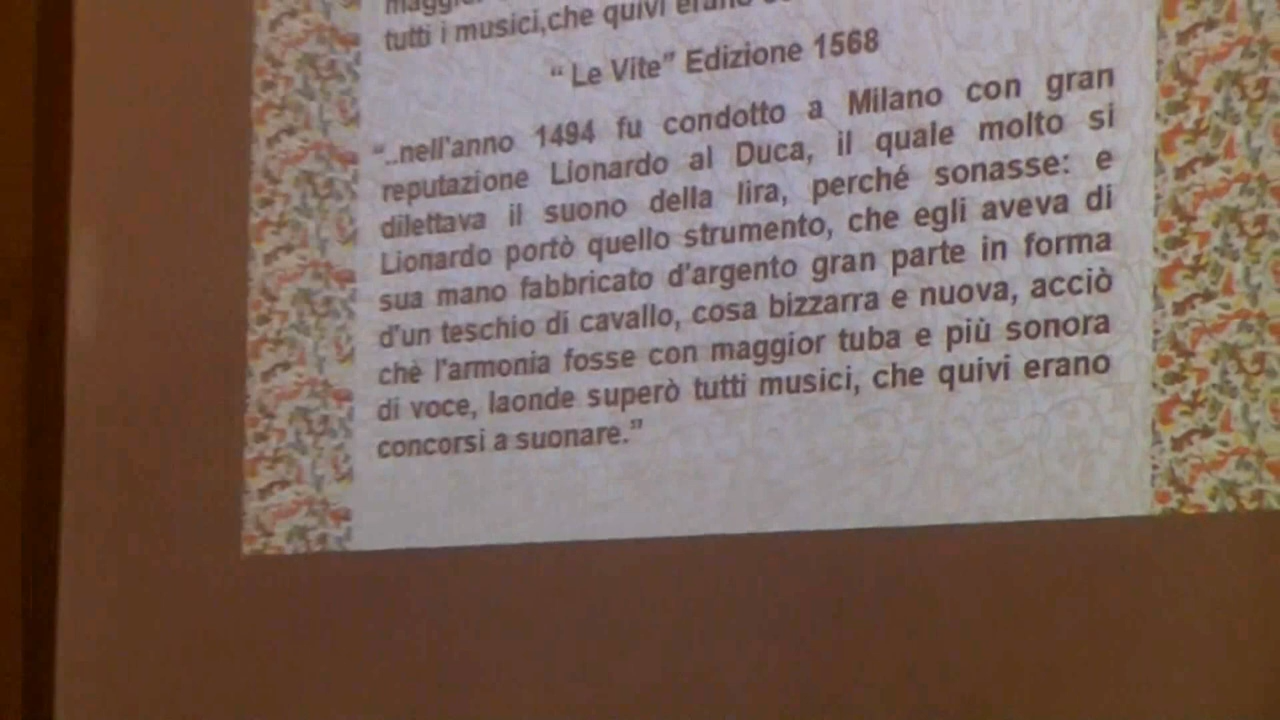 tutti i musici,che quivi
“ Le Vite” Edizione 1568
“..nell'anno 1494 fu condotto a Milano con gran
reputazione Lionardo al Duca, il quale molto si
dilettava il suono della lira, perché sonasse: e
Lionardo portò quello strumento, che egli aveva di
sua mano fabbricato d'argento gran parte in forma
d'un teschio di cavallo, cosa bizzarra e nuova, acciò
chè l'armonia fosse con maggior tuba e più sonora
di voce, laonde superò tutti musici, che quivi erano
concorsi a suonare.”